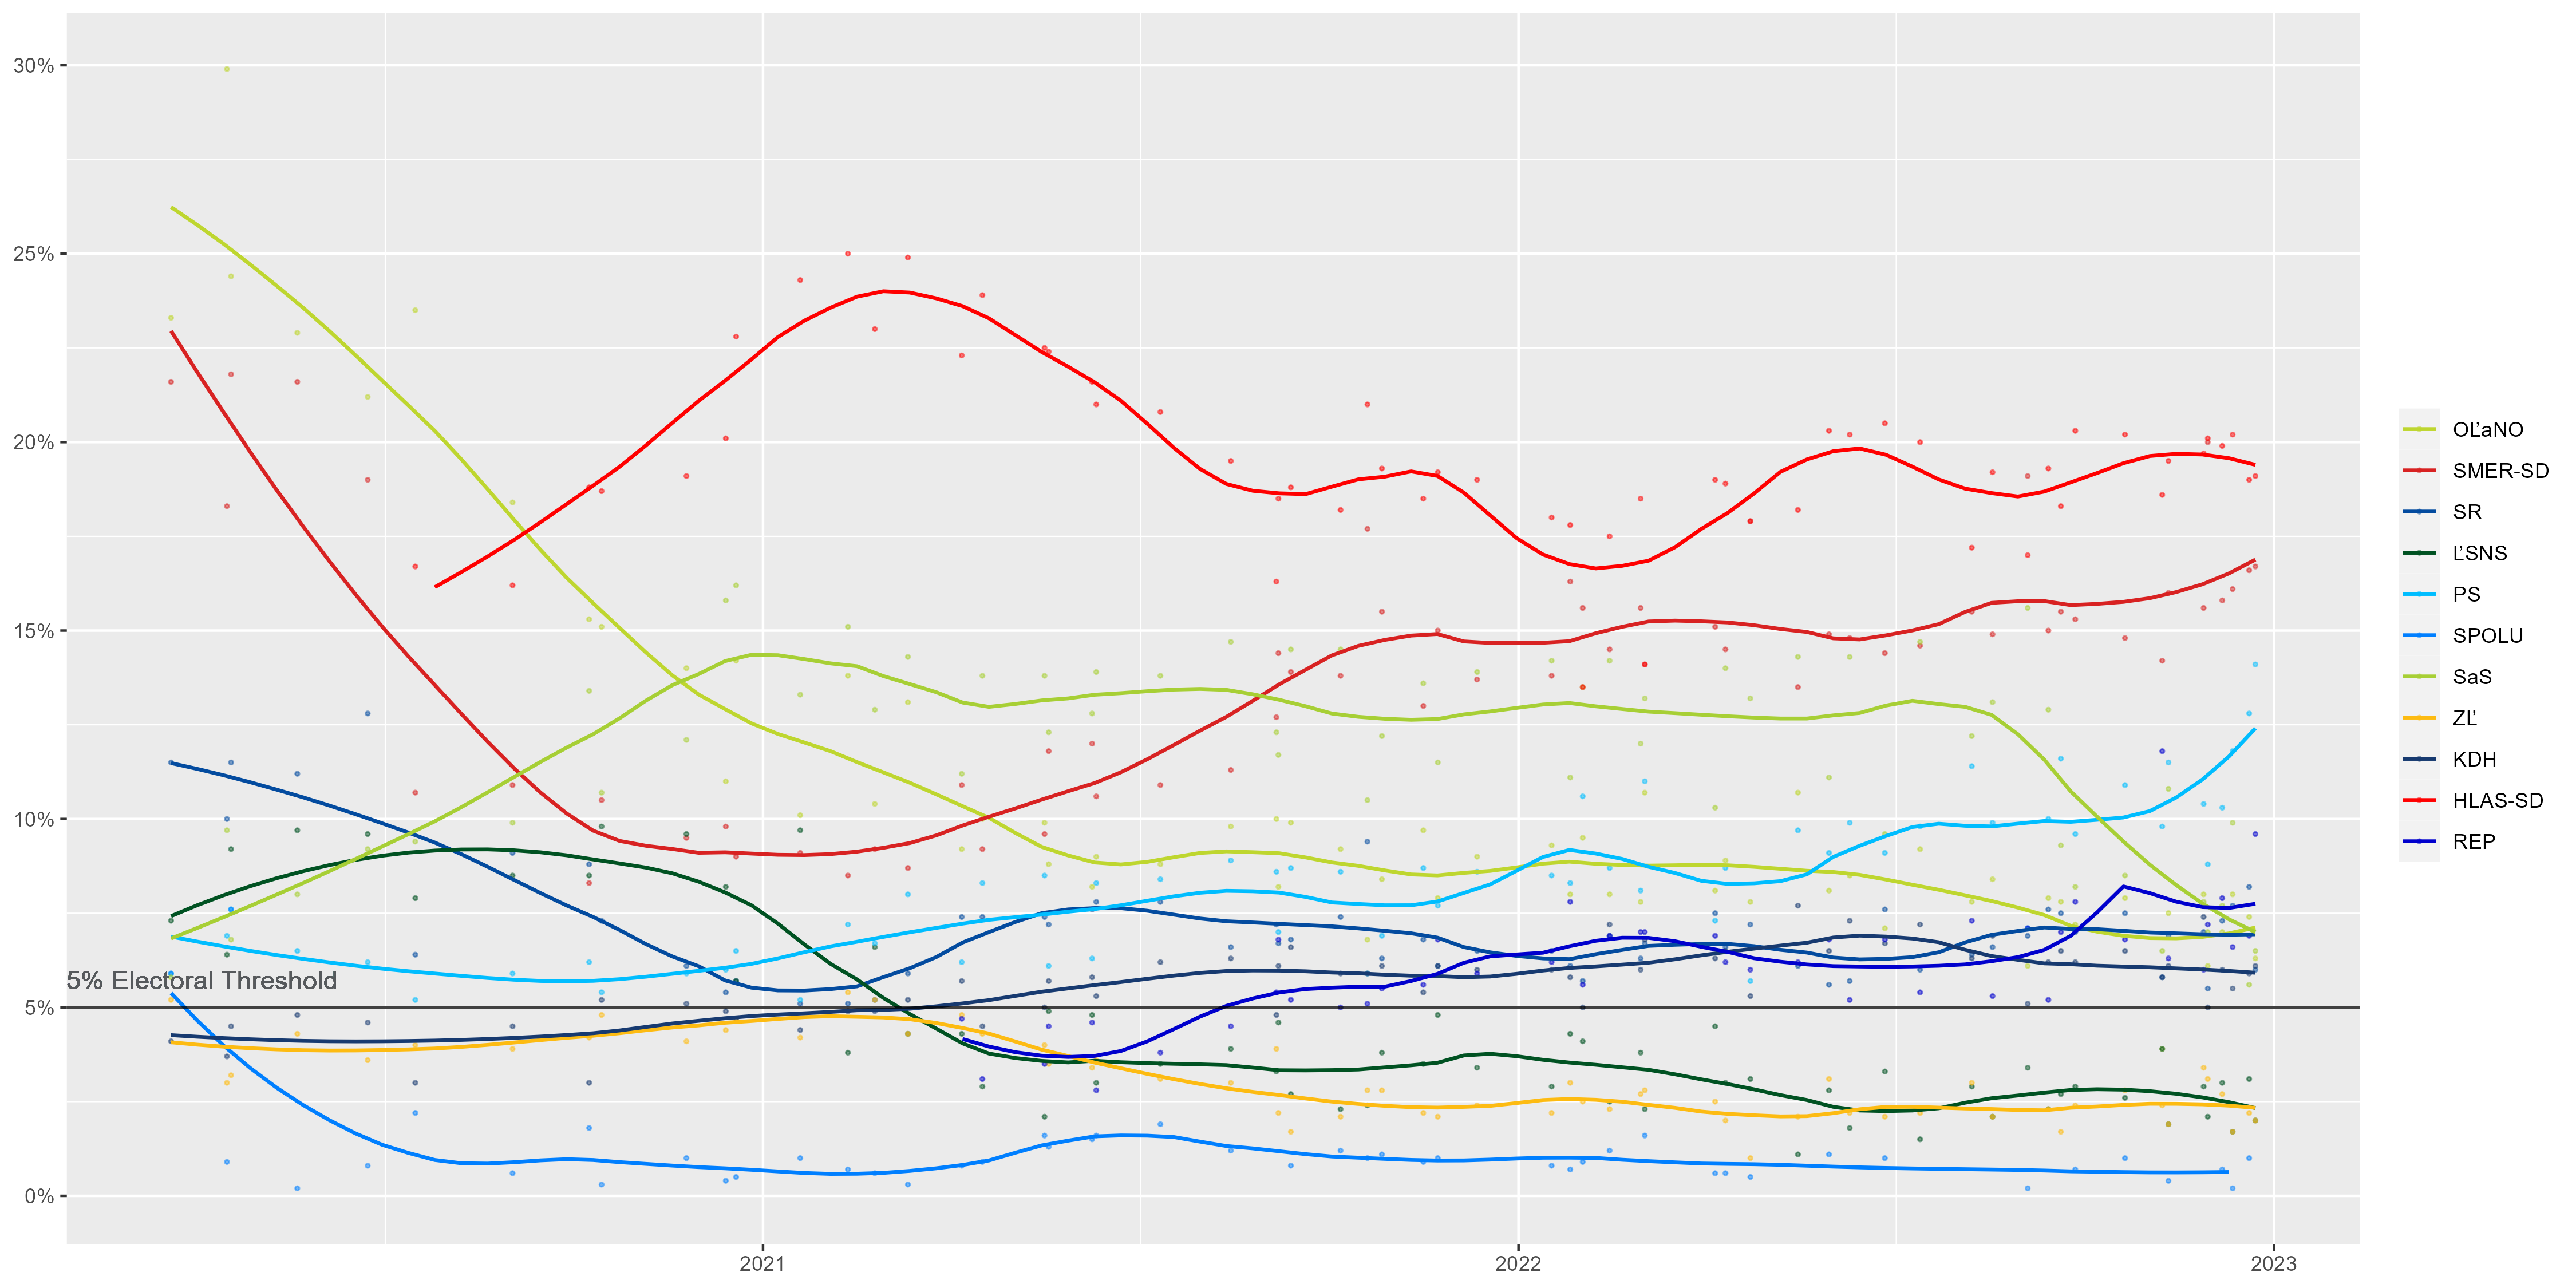 30%
25%
20%
15%
10%
5% Electoral Threshold
5%
0%
2021
2022
2023
OĽaNO
SMER-SD
SR
ĽSNS
PS
SPOLU
SaS
ZĽ
KDH
HLAS-SD
REP